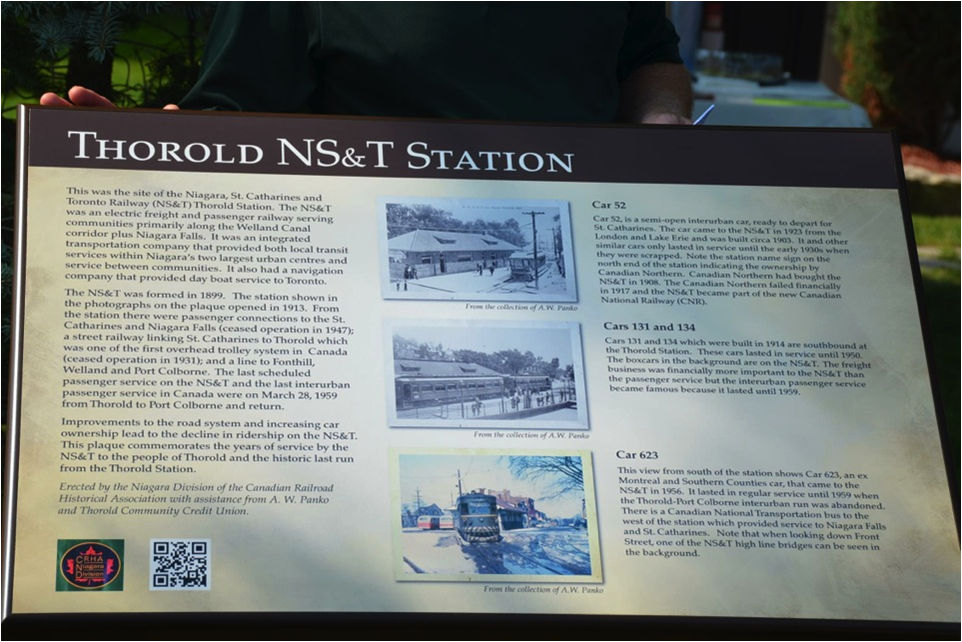 THOROLD NS&T STATION
This was the site of the Niagara, St. Catharines and
Toronto Railway (NS&T) Thorold Station. The NS&T
was an electric freight and passenger railway serving
communities primarily along the Welland Canal
corridor plus Niagara Falls. It was an integrated
transportation company that provided both local transit
services within Niagara's two largest urban centres and
service between communities. It also had a navigation
company that provided day boat service to Toronto.
The NS&T was formed in 1899. The station shown in
the photographs on the plaque opened in 1913. From
the station there were passenger connections to the St.
Catharines and Niagara Falls (ceased operation in 1947);
a street railway linking St. Catharines to Thorold which
was one of the first overhead trolley system in Canada
(ceased operation in 1931); and a line to Fonthill,
Welland and Port Colborne. The last scheduled
passenger service on the NS&T and the last interurban
passenger service in Canada were on March 28, 1959
from Thorold to Port Colborne and return.
Improvements to the road system and increasing car
ownership lead to the decline in ridership on the NS&T.
This plaque commemorates the years of service by the
NS&T to the people of Thorold and the historic last run
from the Thorold Station.
Erected by the Niagara Division of the Canadian Railroad
Historical Association with assistance from A. W. Panko
and Thorold Community Credit Union.
CRHA
Niagara
Division
From the collection of A.W. Panko
From the collection of A.W. Panko
From the collection of A.W. Panko
Car 52
Car 52, is a semi-open interurban car, ready to depart for
St. Catharines. The car came to the NS&T in 1923 from the
London and Lake Erie and was built circa 1903. It and other
similar cars only lasted in service until the early 1930s when
they were scrapped. Note the station name sign on the
north end of the station indicating the ownership by
Canadian Northern. Canadian Northern had bought the
NS&T in 1908. The Canadian Northern failed financially
in 1917 and the NS&T became part of the new Canadian
National Railway (CNR).
Cars 131 and 134
Cars 131 and 134 which were built in 1914 are southbound at
the Thorold Station. These cars lasted in service until 1950.
The boxcars in the background are on the NS&T. The freight
business was financially more important to the NS&T than
the passenger service but the interurban passenger service
became famous because it lasted until 1959.
Car 623
This view from south of the station shows Car 623, an ex
Montreal and Southern Counties car, that came to the
NS&T in 1956. It lasted in regular service until 1959 when
the Thorold-Port Colborne interurban run was abandoned.
There is a Canadian National Transportation bus to the
west of the station which provided service to Niagara Falls
and St. Catharines. Note that when looking down Front
Street, one of the NS&T high line bridges can be seen in
the background.